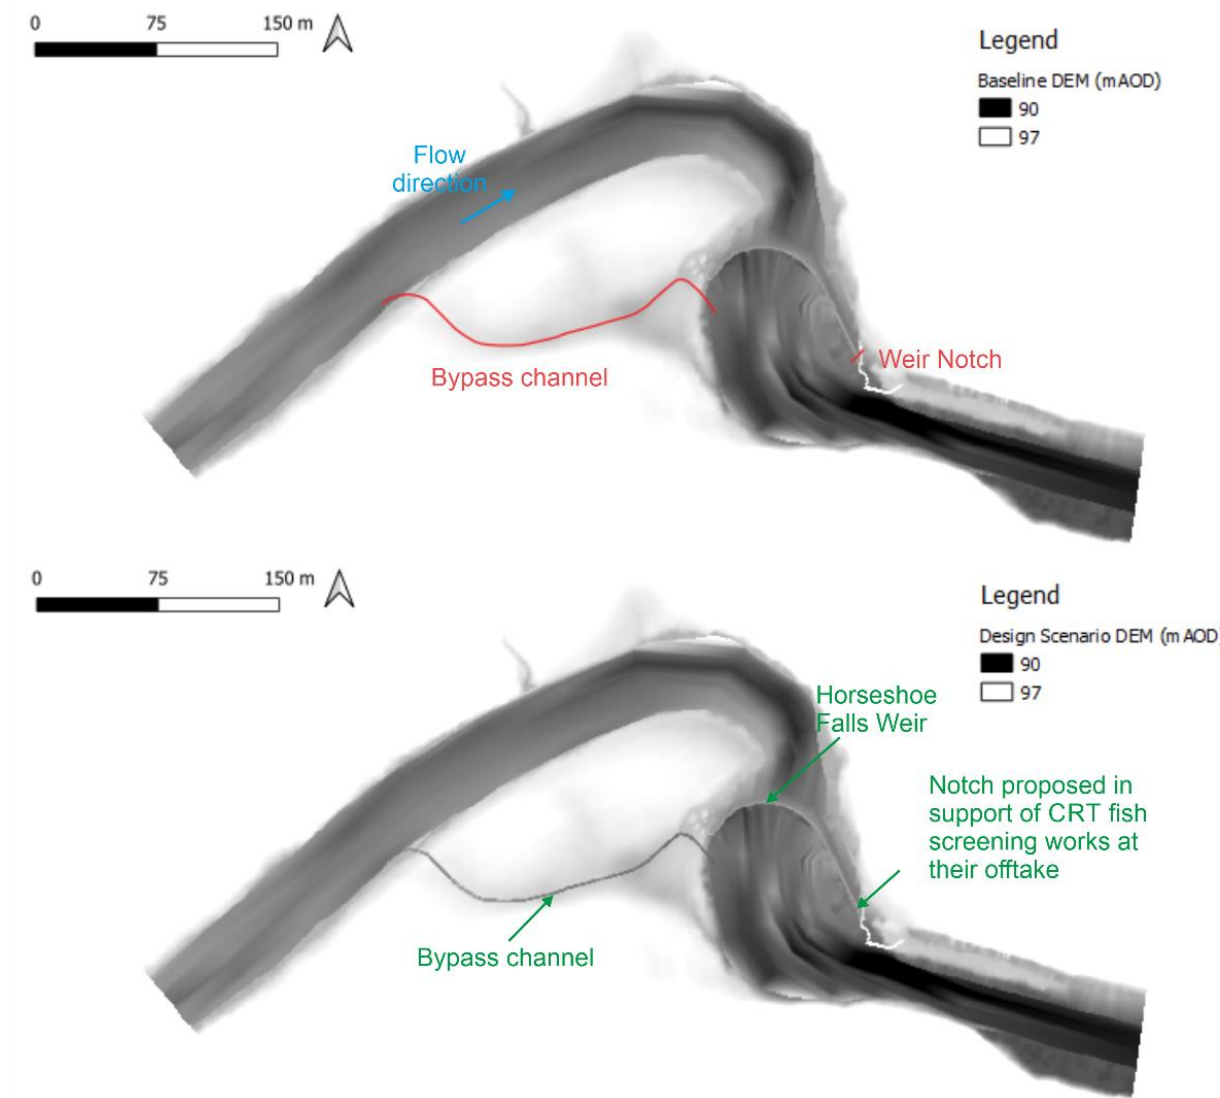 0 75 150 m
Legend
Baseline DEM (mAOD)
90
97
Flow
direction
Bypass channel
Weir Notch
0 75 150 m
Legend
Design Scenario DEM (mAOD)
90
97
Horseshoe
Falls Weir
Notch proposed in
support of CRT fish
screening works at
their offtake
Bypass channel